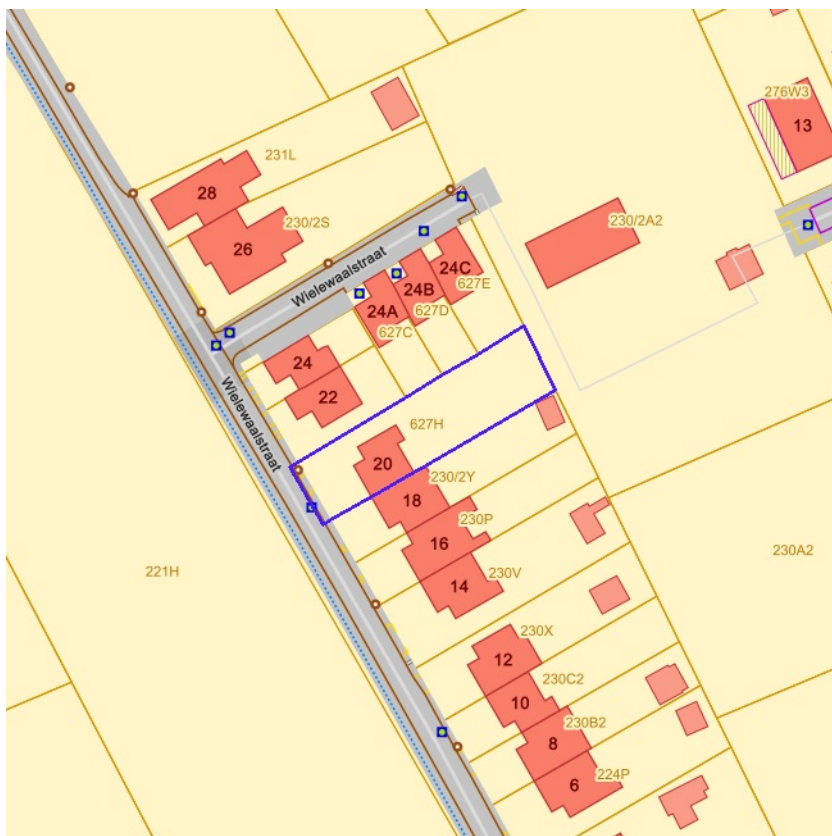 276W3
13
231L
28
230/2S
26
230/2A2
Wielewaalstraat
24C
627E
24B
627D
24A
627C
24
22
Wielewaalstraat
627H
20
230/2Y
18
230P
16
230A2
221H
14
230V
230X
12
230C2
10
230B2
8
224P
6